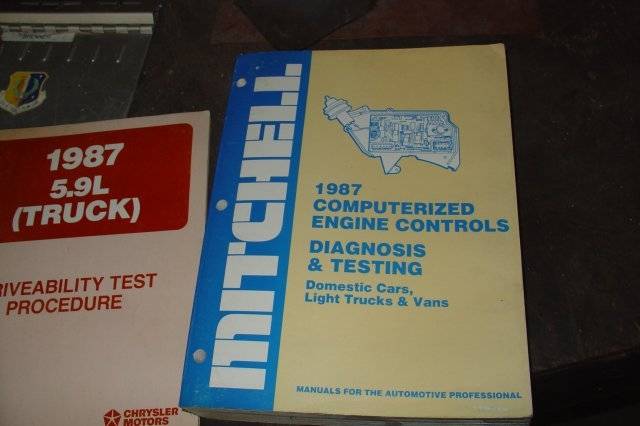 1987
5.9L
(TRUCK)
RIVEABILITY TEST
PROCEDURE
CHRYSLER
MOTORS
MITCHELL
1987
COMPUTERIZED
ENGINE CONTROLS
DIAGNOSIS
& TESTING
Domestic Cars,
Light Trucks & Vans
MANUALS FOR THE AUTOMOTIVE PROFESSIONAL